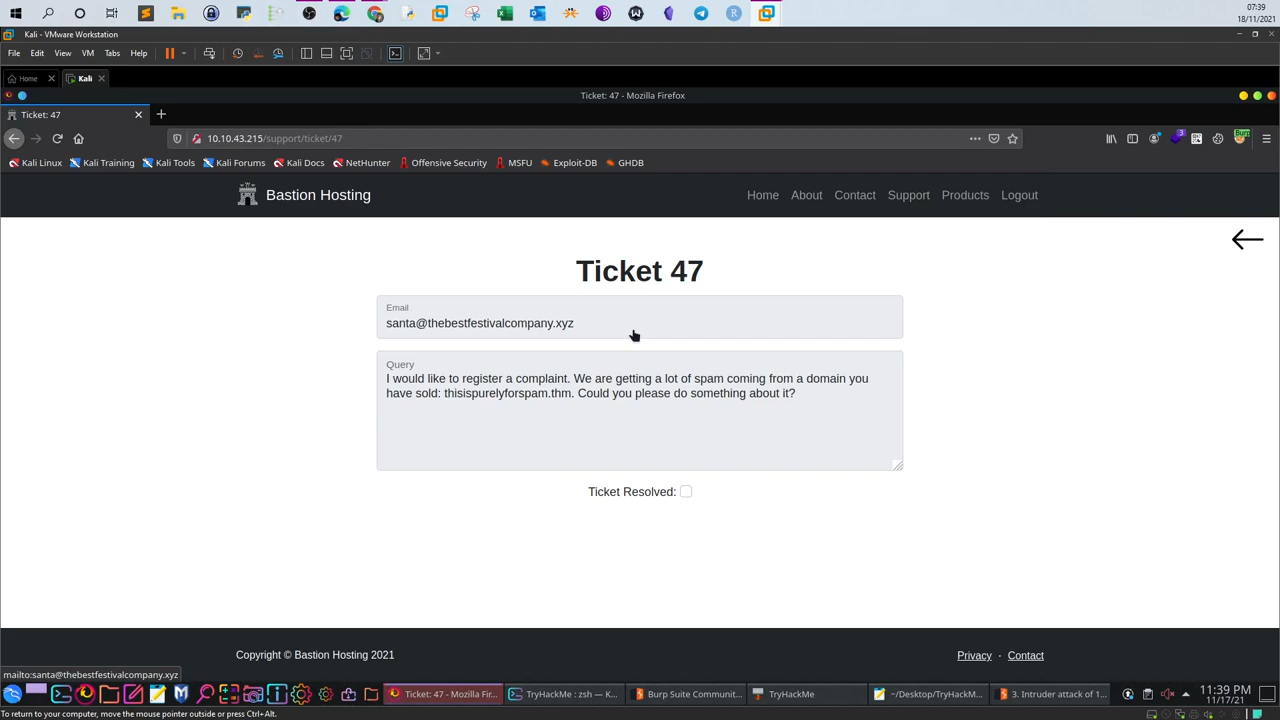 07:39
18/11/2021
Kali - VMware Workstation
File Edit View VM Tabs Help
Home Kali
Ticket: 47 - Mozilla Firefox
Ticket: 47
10.10.43.215/support/ticket/47
3
Burp
Kali Linux Kali Training Kali Tools Kali Forums Kali Docs NetHunter Offensive Security MSFU Exploit-DB GHDB
Bastion Hosting Home About Contact Support Products Logout
Ticket 47
Email
santa@thebestfestivalcompany.xyz
Query
I would like to register a complaint. We are getting a lot of spam coming from a domain you
have sold: thisispurelyforspam.thm. Could you please do something about it?
Ticket Resolved:
Copyright © Bastion Hosting 2021 Privacy · Contact
mailto:santa@thebestfestivalcompany.xyz
Ticket: 47 - Mozilla Fir... TryHackMe : zsh — K... Burp Suite Communit... TryHackMe ~/Desktop/TryHackM... 3. Intruder attack of 1... 11:39 PM
11/17/21
To return to your computer, move the mouse pointer outside or press Ctrl+Alt.